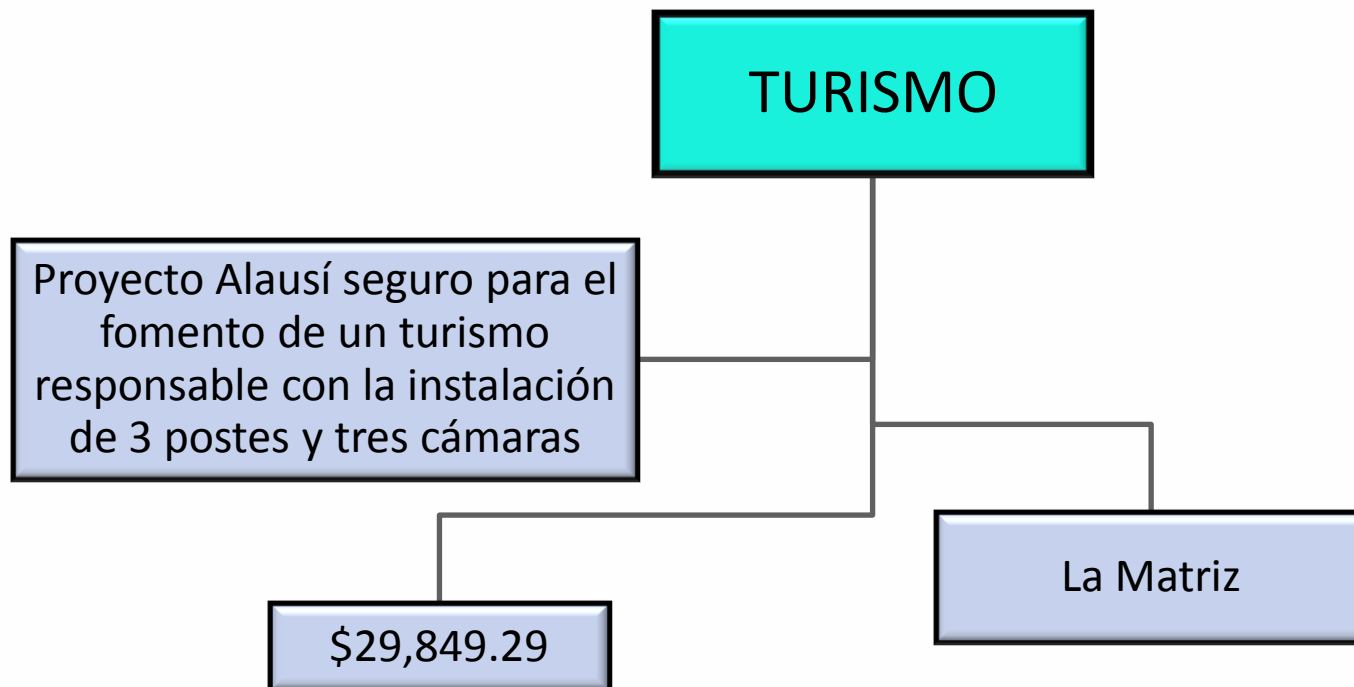 TURISMO
Proyecto Alausí seguro para el
fomento de un turismo
responsable con la instalación
de 3 postes y tres cámaras
La Matriz
$29,849.29